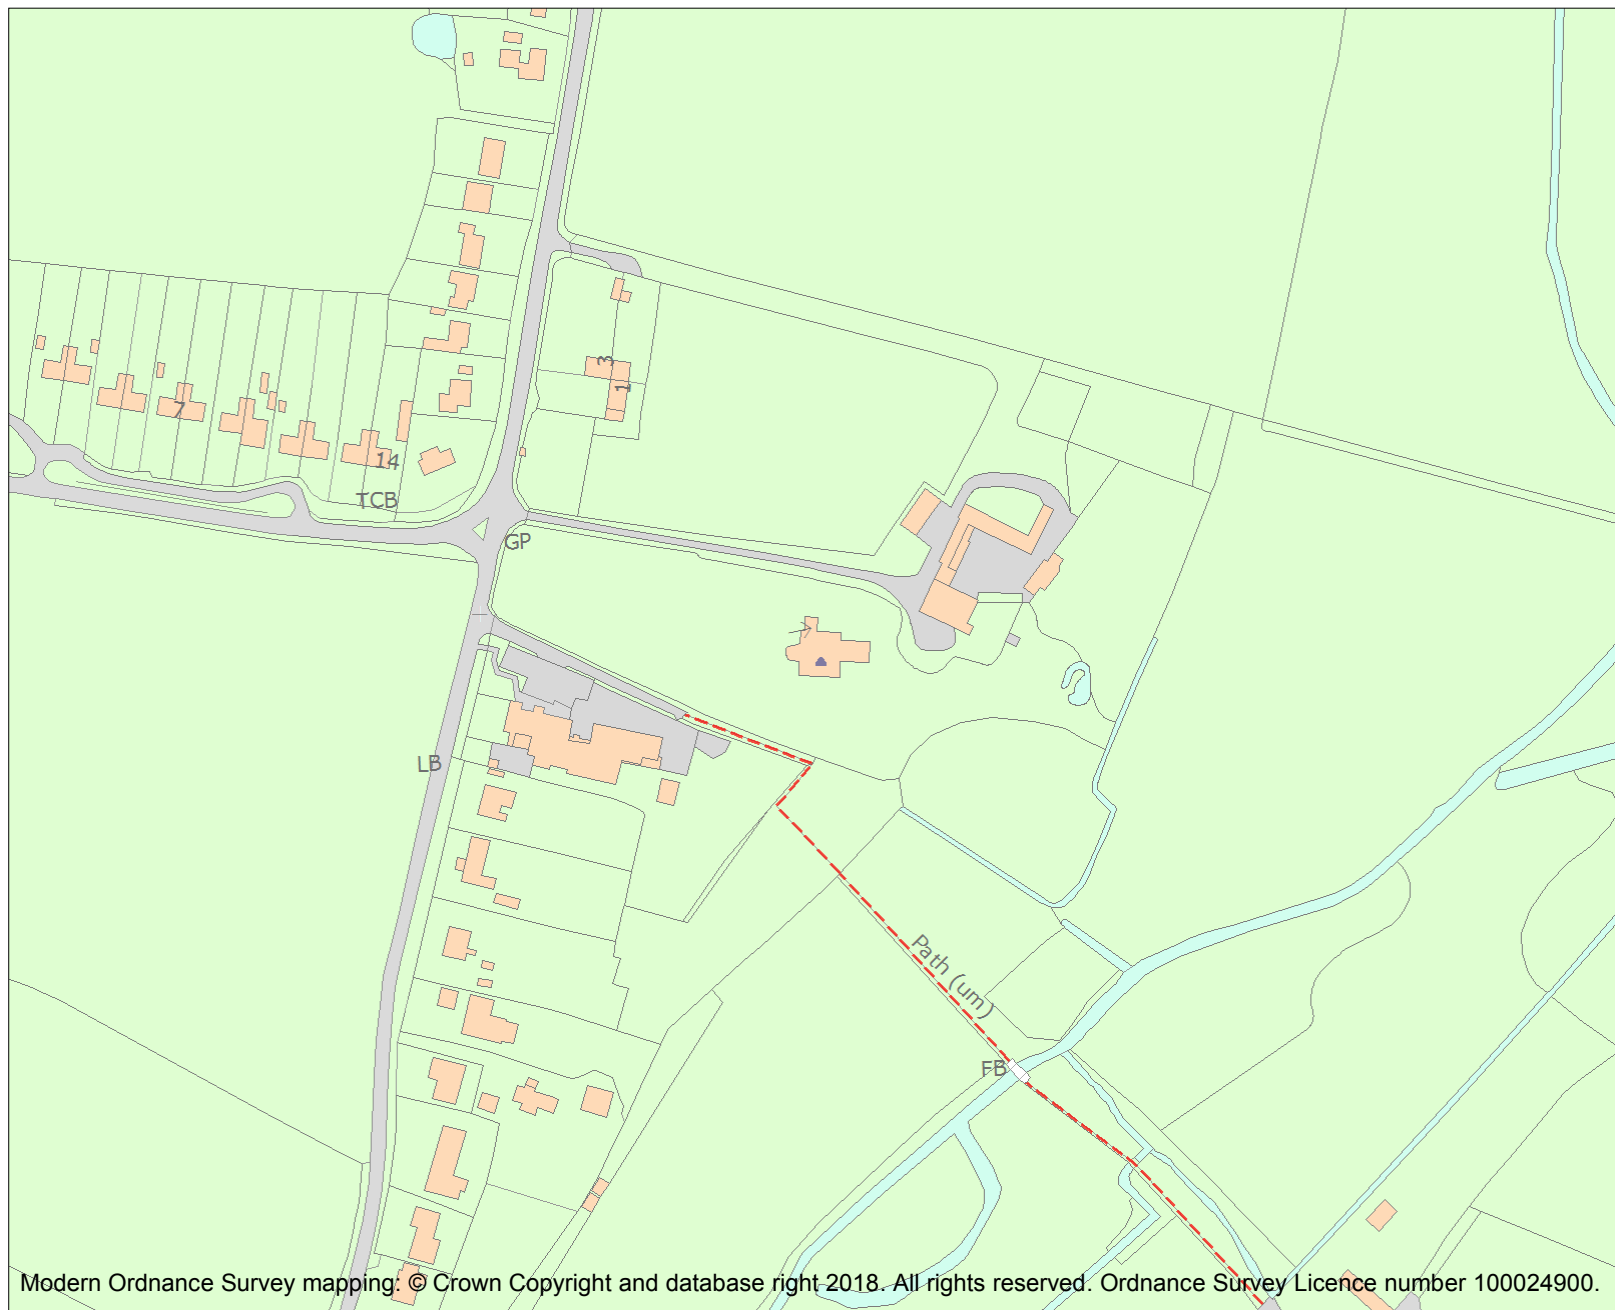 3
1
7
14
TCB
GP
LB
Path (um)
FB
Modern Ordnance Survey mapping: © Crown Copyright and database right 2018. All rights reserved. Ordnance Survey Licence number 100024900.